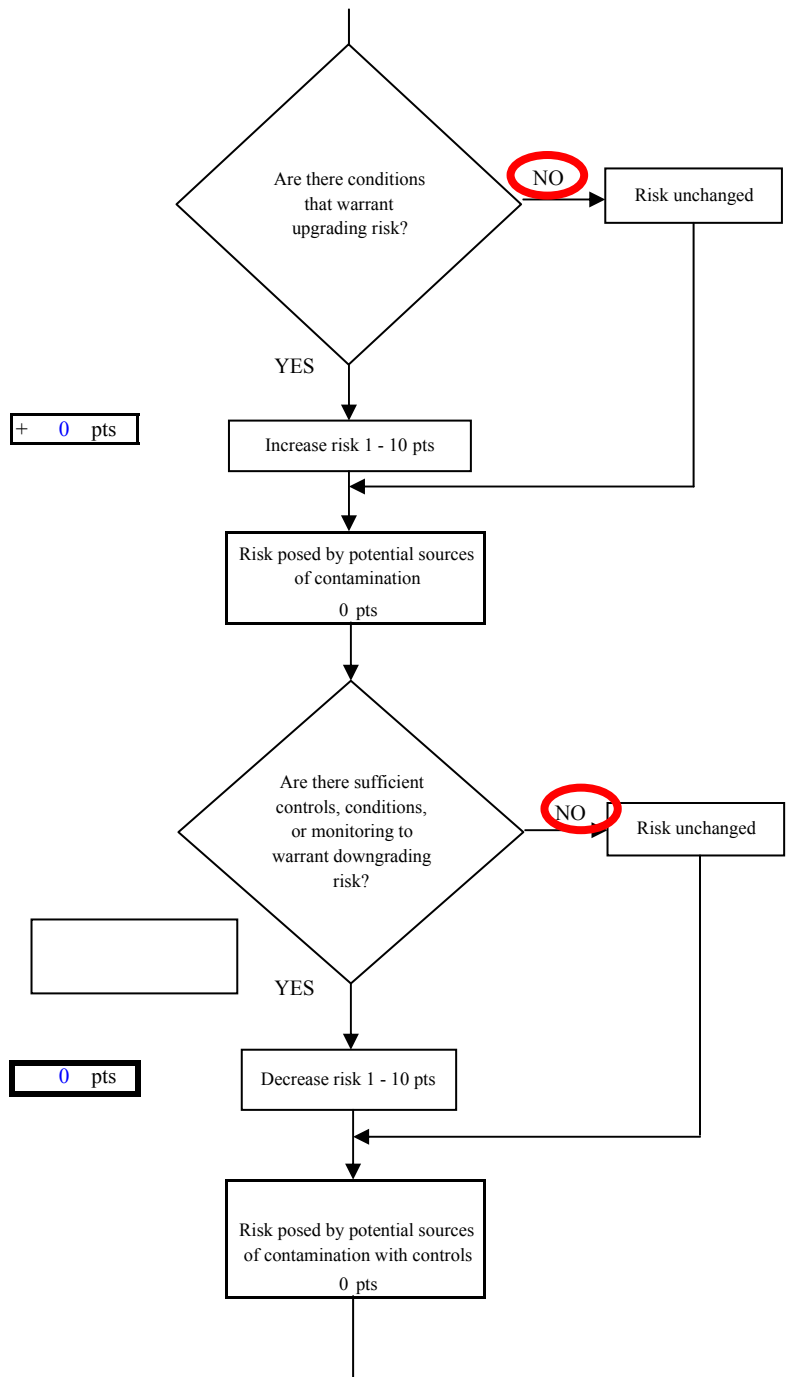 Are there conditions
that warrant
upgrading risk?
NO
Risk unchanged
YES
+ 0 pts
Increase risk 1 - 10 pts
Risk posed by potential sources
of contamination
0 pts
Are there sufficient
controls, conditions,
or monitoring to
warrant downgrading
risk?
NO
Risk unchanged
YES
0 pts
Decrease risk 1 - 10 pts
Risk posed by potential sources
of contamination with controls
0 pts